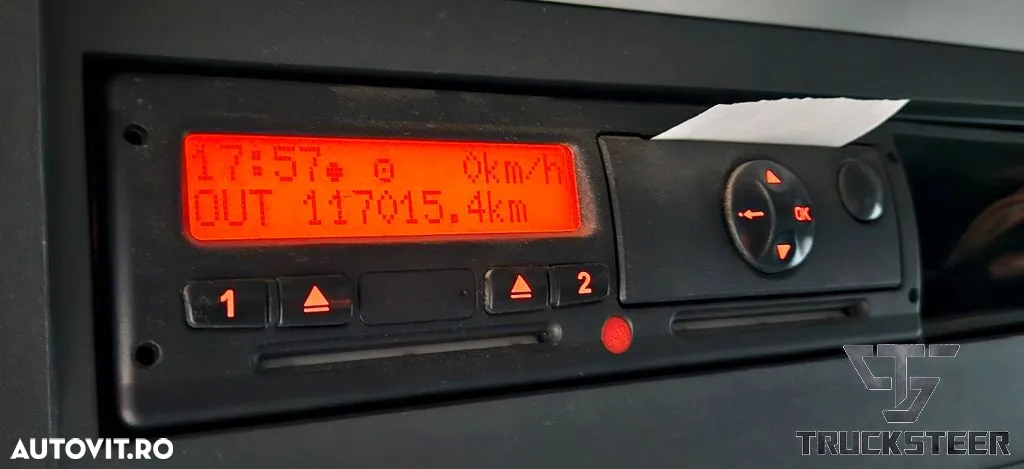 17:57 0km/h
OUT 117015.4km
OK
1 2
AUTOVIT.RO
TRUCKSTEER